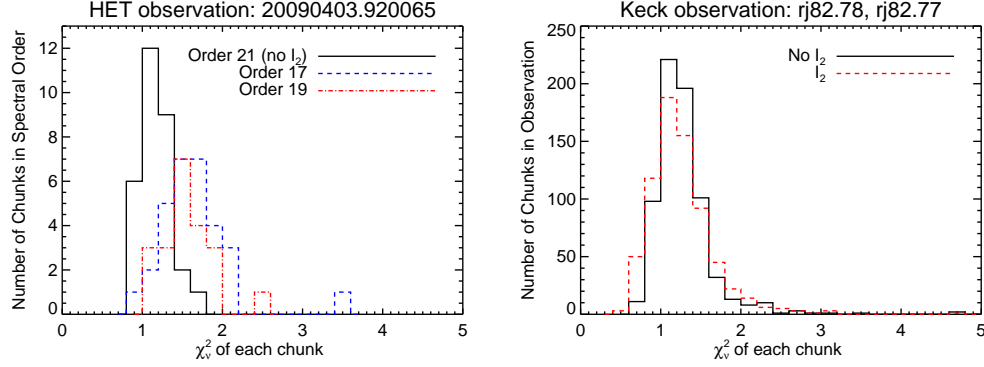 HET observation: 20090403.920065
Number of Chunks in Spectral Order
12
10
8
6
4
2
0
Order 21 (no I₂)
Order 17
Order 19
0 1 2 3 4 5
χν² of each chunk
Keck observation: rj82.78, rj82.77
Number of Chunks in Observation
250
200
150
100
50
0
No I₂
I₂
0 1 2 3 4 5
χν² of each chunk